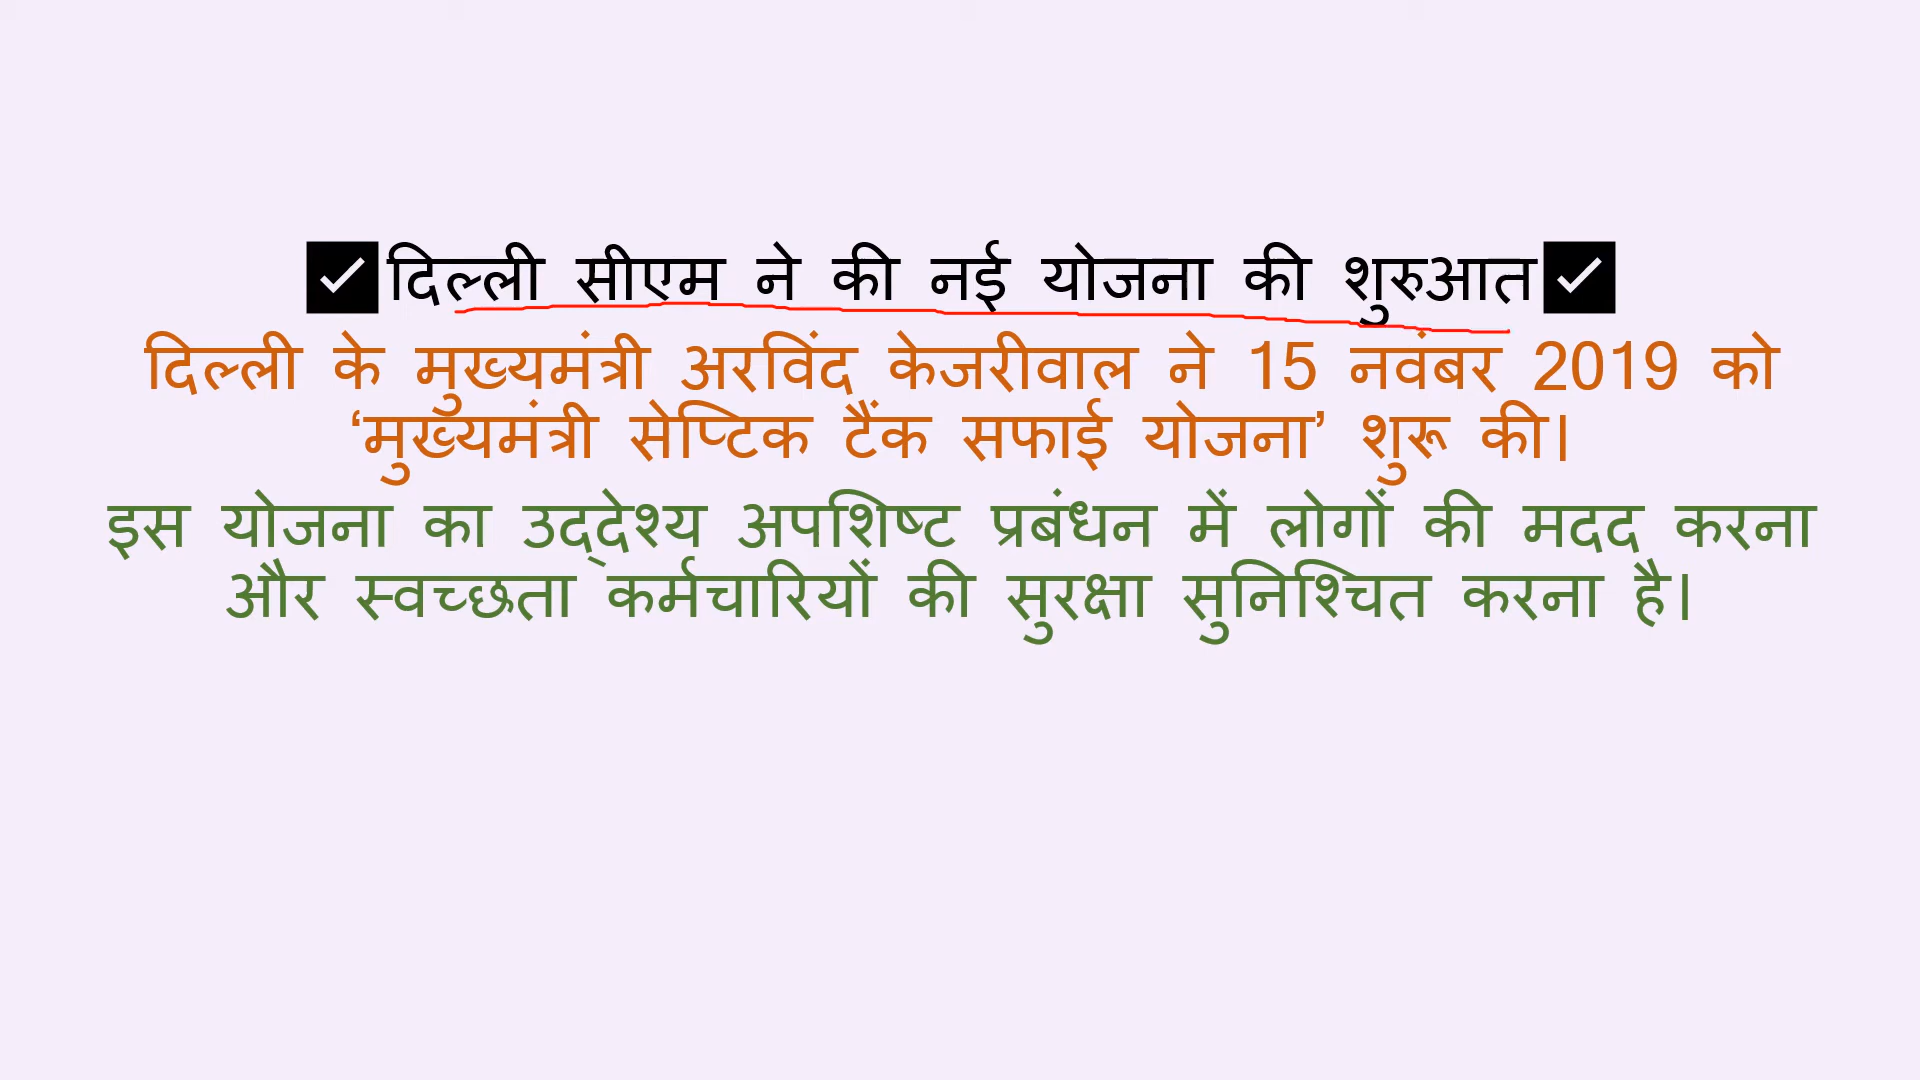 दिल्ली सीएम ने की नई योजना की शुरुआत
दिल्ली के मुख्यमंत्री अरविंद केजरीवाल ने 15 नवंबर 2019 को
‘मुख्यमंत्री सेप्टिक टैंक सफाई योजना’ शुरू की।
इस योजना का उद्देश्य अपशिष्ट प्रबंधन में लोगों की मदद करना
और स्वच्छता कर्मचारियों की सुरक्षा सुनिश्चित करना है।